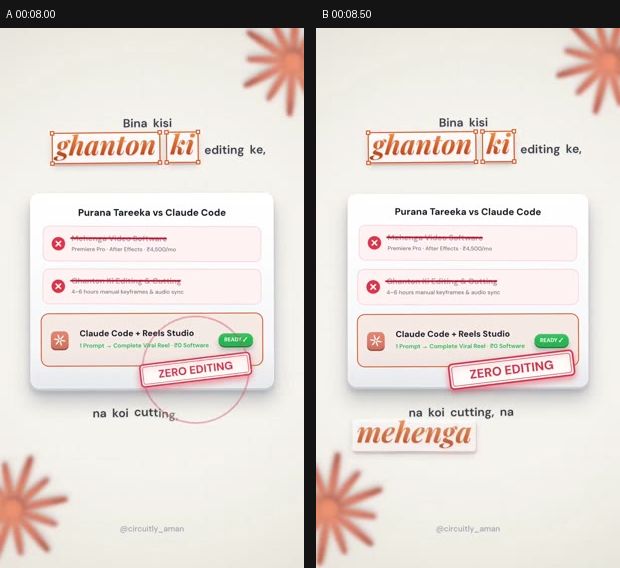 A 00:08.00
Bina kisi
ghanton ki editing ke,
Purana Tareeka vs Claude Code
Mehenga Video Software
Premiere Pro · After Effects · ₹4,500/mo
Ghanton Ki Editing & Cutting
4–6 hours manual keyframes & audio sync
Claude Code + Reels Studio
1 Prompt → Complete Viral Reel · ₹0 Software
READY ✓
ZERO EDITING
na koi cutting,
@circuitly_aman
B 00:08.50
Bina kisi
ghanton ki editing ke,
Purana Tareeka vs Claude Code
Mehenga Video Software
Premiere Pro · After Effects · ₹4,500/mo
Ghanton Ki Editing & Cutting
4–6 hours manual keyframes & audio sync
Claude Code + Reels Studio
1 Prompt → Complete Viral Reel · ₹0 Software
READY ✓
ZERO EDITING
na koi cutting, na
mehenga
@circuitly_aman